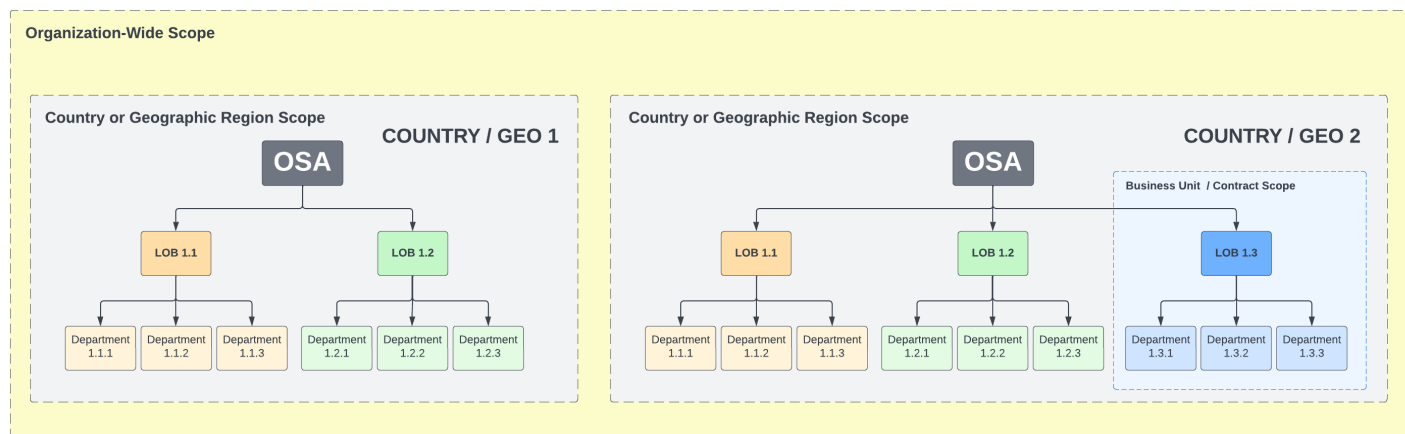 Organization-Wide Scope
Country or Geographic Region Scope
COUNTRY / GEO 1
OSA
LOB 1.1
LOB 1.2
Department
1.1.1
Department
1.1.2
Department
1.1.3
Department
1.2.1
Department
1.2.2
Department
1.2.3
Country or Geographic Region Scope
COUNTRY / GEO 2
OSA
Business Unit / Contract Scope
LOB 1.1
LOB 1.2
LOB 1.3
Department
1.1.1
Department
1.1.2
Department
1.1.3
Department
1.2.1
Department
1.2.2
Department
1.2.3
Department
1.3.1
Department
1.3.2
Department
1.3.3